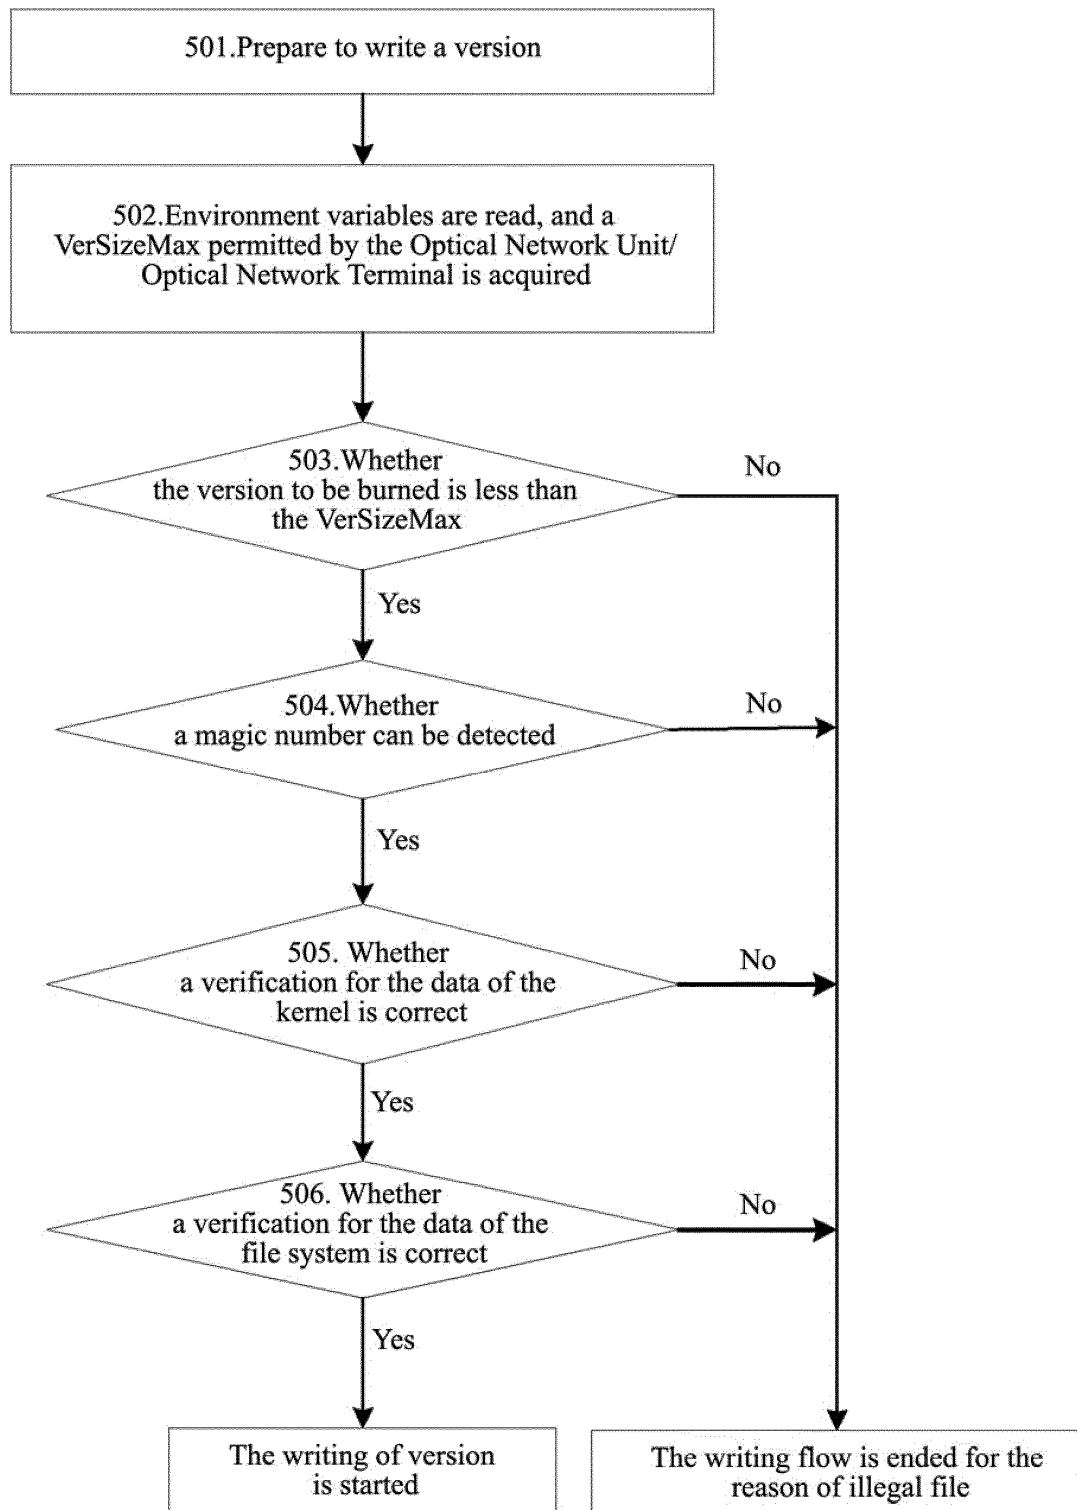 501.Prepare to write a version
502.Environment variables are read, and a
VerSizeMax permitted by the Optical Network Unit/
Optical Network Terminal is acquired
503.Whether
the version to be burned is less than
the VerSizeMax
No
Yes
504.Whether
a magic number can be detected
No
Yes
505. Whether
a verification for the data of the
kernel is correct
No
Yes
506. Whether
a verification for the data of the
file system is correct
No
Yes
The writing of version
is started
The writing flow is ended for the
reason of illegal file